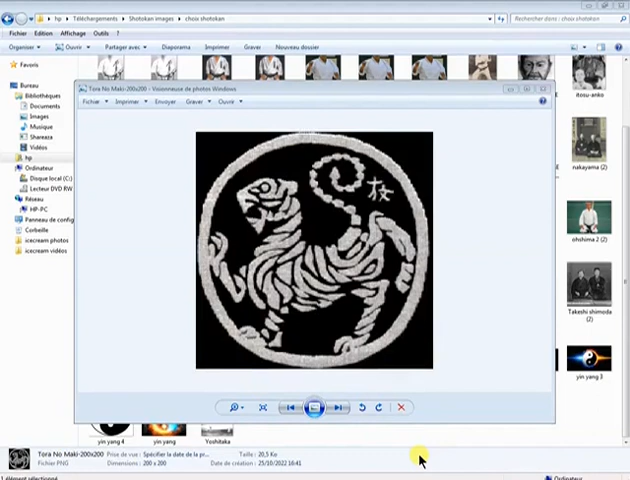 hp
Téléchargements
Shotokan images
choix shotokan
Rechercher dans : choix shotokan
Fichier Edition Affichage Outils ?
Organiser Ouvrir Partager avec Diaporama Imprimer Graver Nouveau dossier
Favoris
Bureau
Bibliothèques
Documents
Images
Musique
Shareaza
Vidéos
hp
Ordinateur
Disque local (C:)
Lecteur DVD RW
Réseau
HP-PC
Panneau de config
Corbeille
icecream photos
icecream vidéos
Tora No Maki-200x200 - Visionneuse de photos Windows
Fichier Imprimer Envoyer Graver Ouvrir
itosu-anko
nakayama (2)
ohshima 2 (2)
Takeshi shimoda
(2)
yin yang 3
yin yang 4 yin yang Yoshitaka
Tora No Maki-200x200 Prise de vue : Spécifier la date de la pr... Taille : 20,5 Ko
Fichier PNG Dimensions : 200 x 200 Date de création : 25/10/2022 16:41
1 élément sélectionné Ordinateur